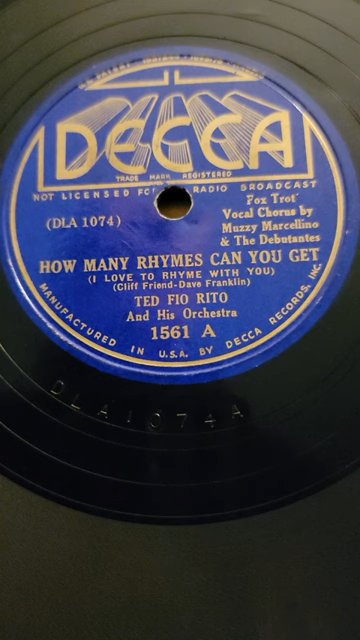 DECCA
TRADE MARK REGISTERED
NOT LICENSED FOR RADIO BROADCAST
(DLA 1074)
Fox Trot
Vocal Chorus by
Muzzy Marcellino
& The Debutantes
HOW MANY RHYMES CAN YOU GET
(I LOVE TO RHYME WITH YOU)
(Cliff Friend-Dave Franklin)
TED FIO RITO
And His Orchestra
1561 A
MANUFACTURED IN U.S.A. BY DECCA RECORDS, INC.
DLA1074A